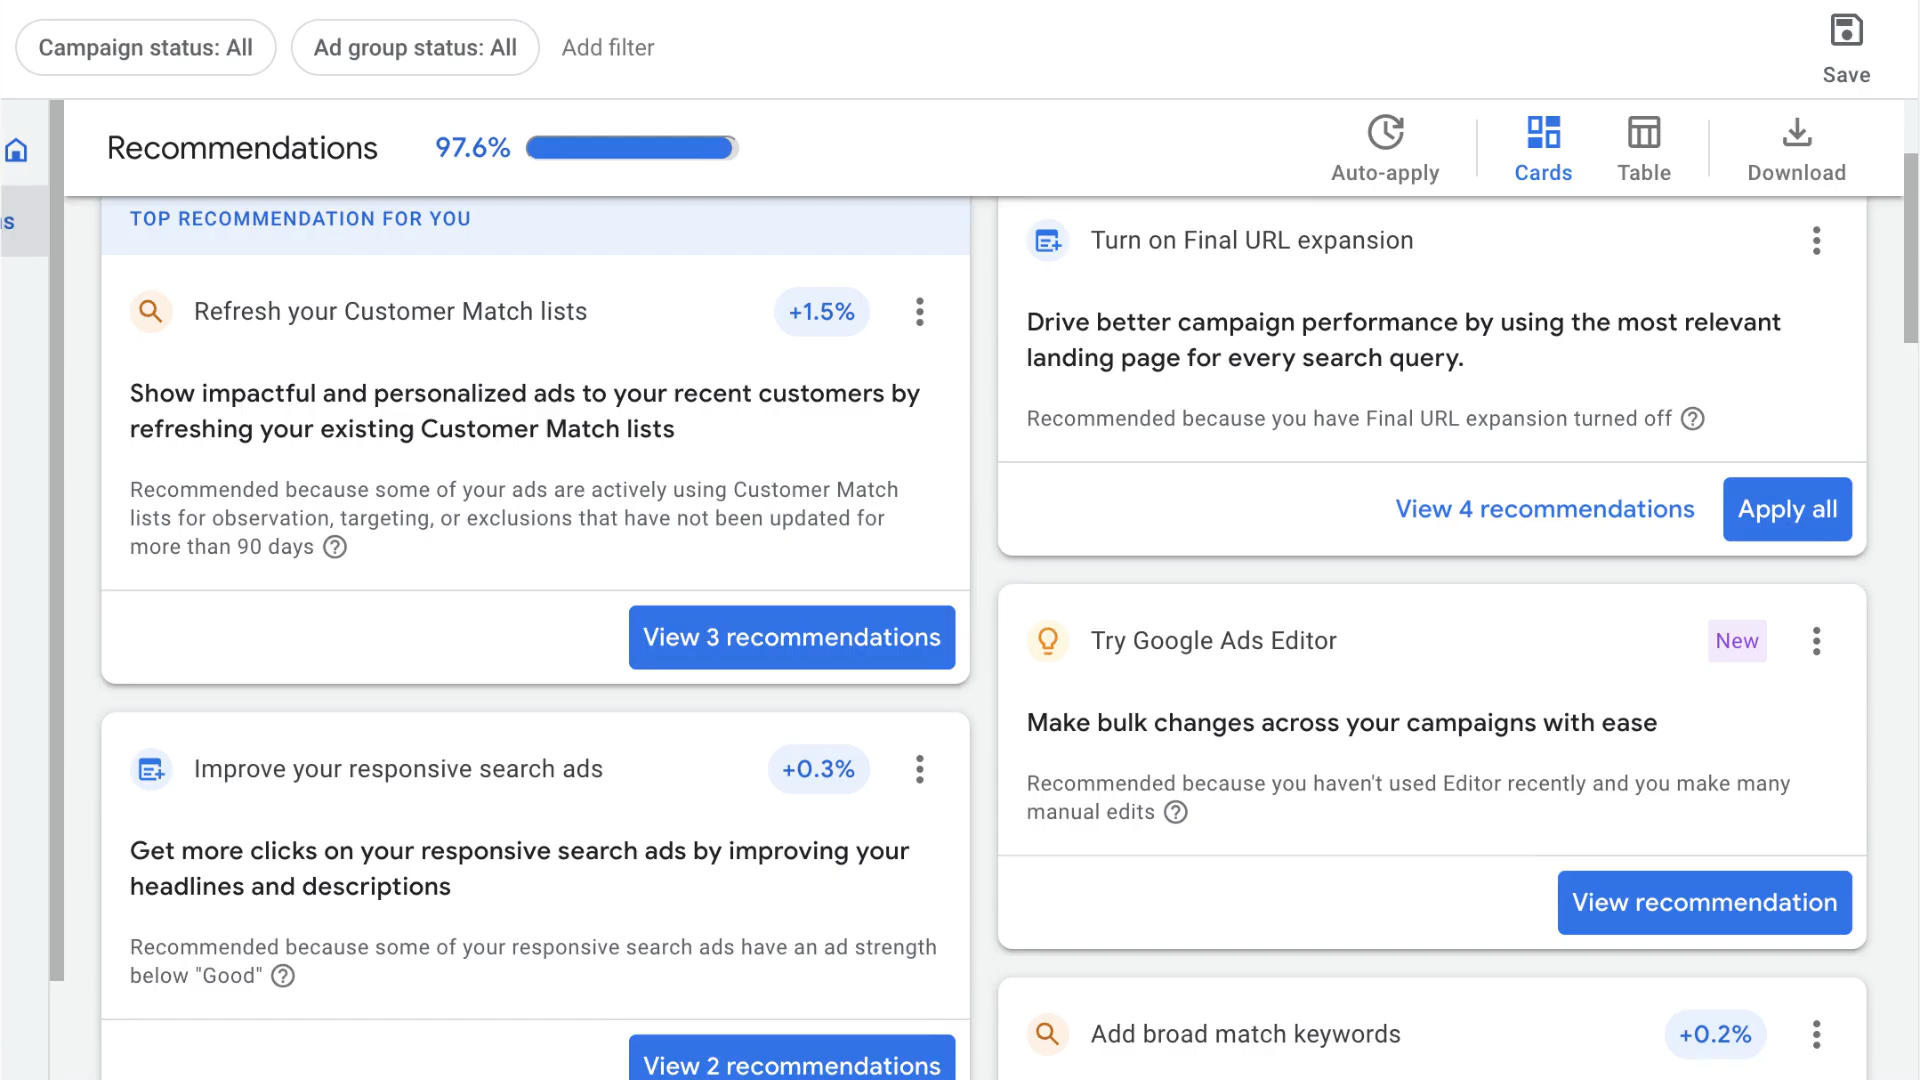 Campaign status: All
Ad group status: All
Add filter
Save
Recommendations
97.6%
Auto-apply
Cards
Table
Download
s
TOP RECOMMENDATION FOR YOU
Refresh your Customer Match lists
+1.5%
Show impactful and personalized ads to your recent customers by
refreshing your existing Customer Match lists
Recommended because some of your ads are actively using Customer Match
lists for observation, targeting, or exclusions that have not been updated for
more than 90 days
View 3 recommendations
Improve your responsive search ads
+0.3%
Get more clicks on your responsive search ads by improving your
headlines and descriptions
Recommended because some of your responsive search ads have an ad strength
below "Good"
View 2 recommendations
Turn on Final URL expansion
Drive better campaign performance by using the most relevant
landing page for every search query.
Recommended because you have Final URL expansion turned off
View 4 recommendations
Apply all
Try Google Ads Editor
New
Make bulk changes across your campaigns with ease
Recommended because you haven't used Editor recently and you make many
manual edits
View recommendation
Add broad match keywords
+0.2%